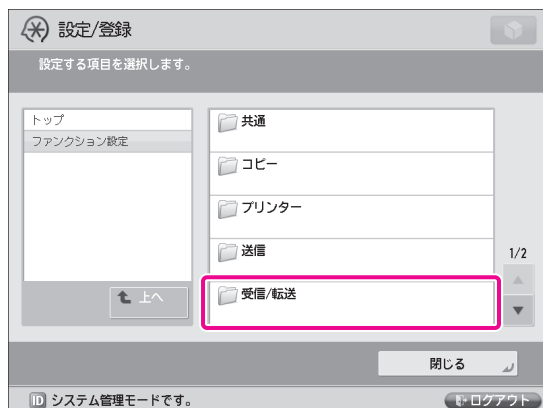 設定/登録
設定する項目を選択します。
トップ
ファンクション設定
上へ
共通
コピー
プリンター
送信
受信/転送
1/2
閉じる
ID システム管理モードです。
ログアウト